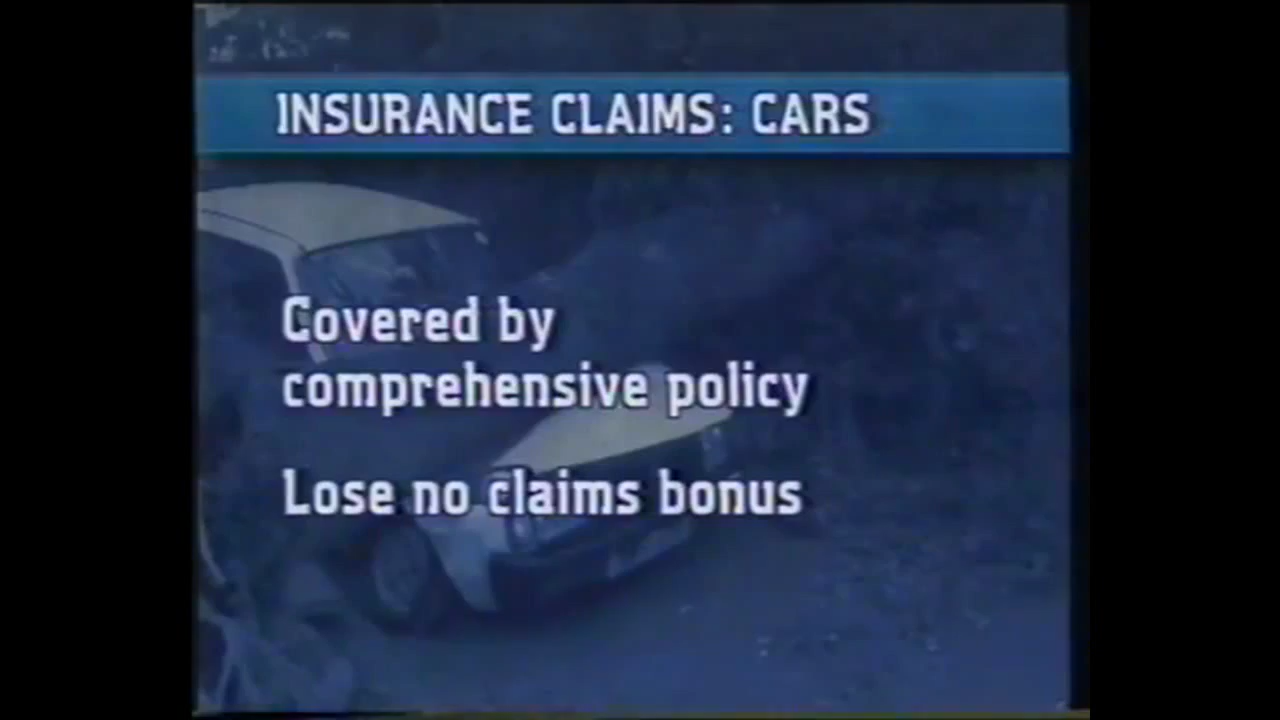 INSURANCE CLAIMS: CARS
Covered by
comprehensive policy
Lose no claims bonus